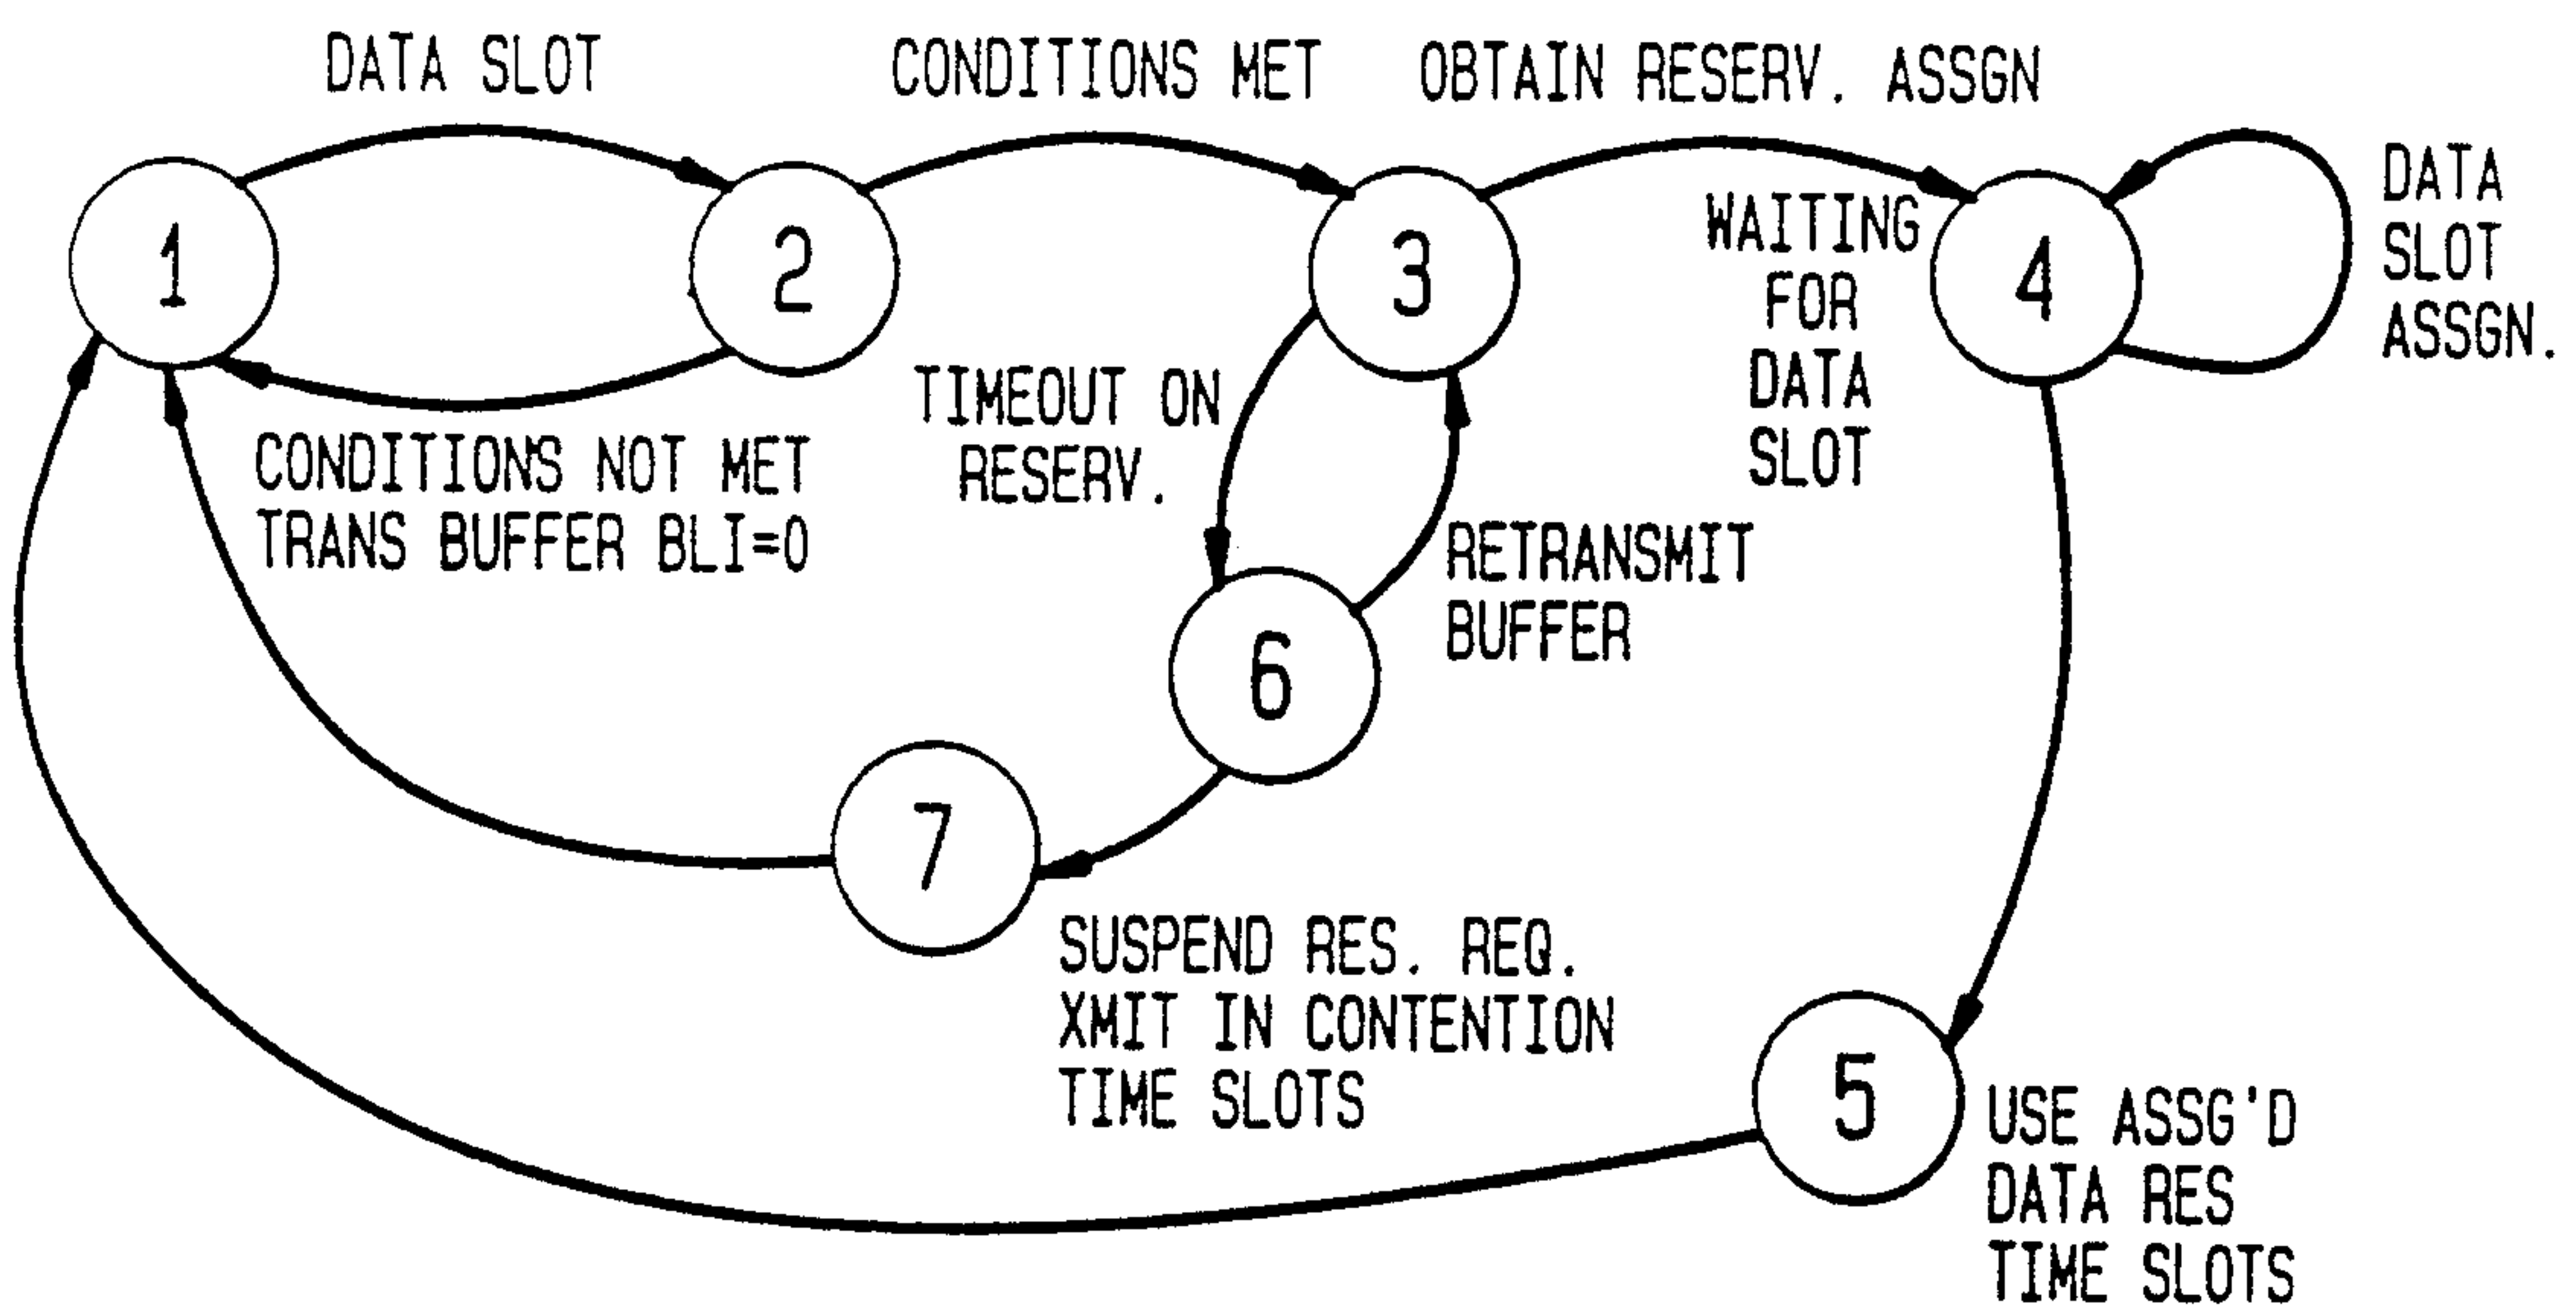 DATA SLOT
CONDITIONS MET
OBTAIN RESERV. ASSGN
1
2
3
4
WAITING
FOR
DATA
SLOT
DATA
SLOT
ASSGN.
CONDITIONS NOT MET
TRANS BUFFER BLI=0
TIMEOUT ON
RESERV.
RETRANSMIT
BUFFER
6
7
SUSPEND RES. REQ.
XMIT IN CONTENTION
TIME SLOTS
5
USE ASSG'D
DATA RES
TIME SLOTS